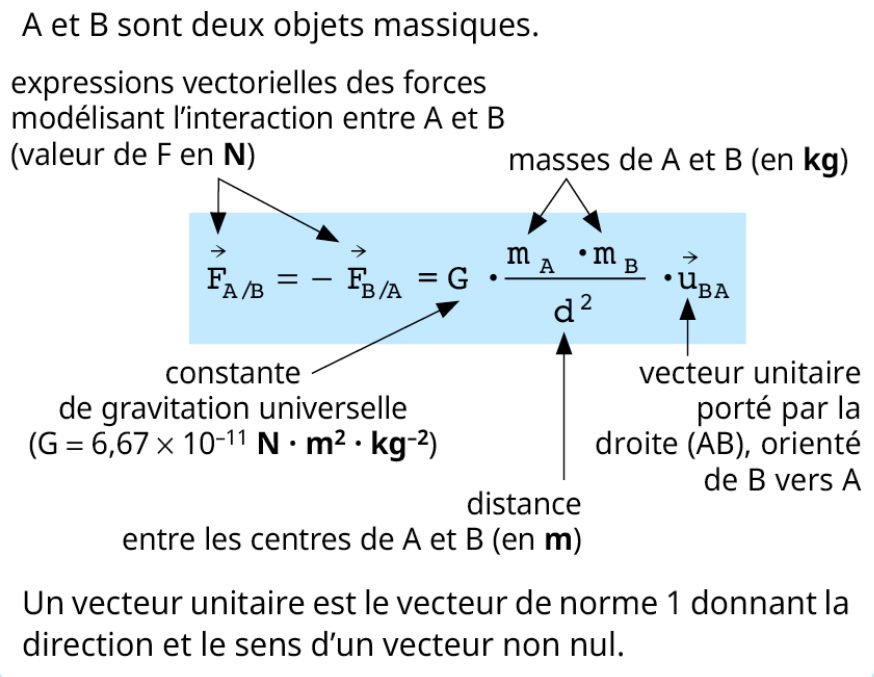 A et B sont deux objets massiques.
expressions vectorielles des forces
modélisant l’interaction entre A et B
(valeur de F en N)
masses de A et B (en kg)
F⃗A/B = − F⃗B/A = G · (mA · mB) / d² · u⃗BA
constante
de gravitation universelle
(G = 6,67 × 10⁻¹¹ N · m² · kg⁻²)
vecteur unitaire
porté par la
droite (AB), orienté
de B vers A
distance
entre les centres de A et B (en m)
Un vecteur unitaire est le vecteur de norme 1 donnant la
direction et le sens d’un vecteur non nul.